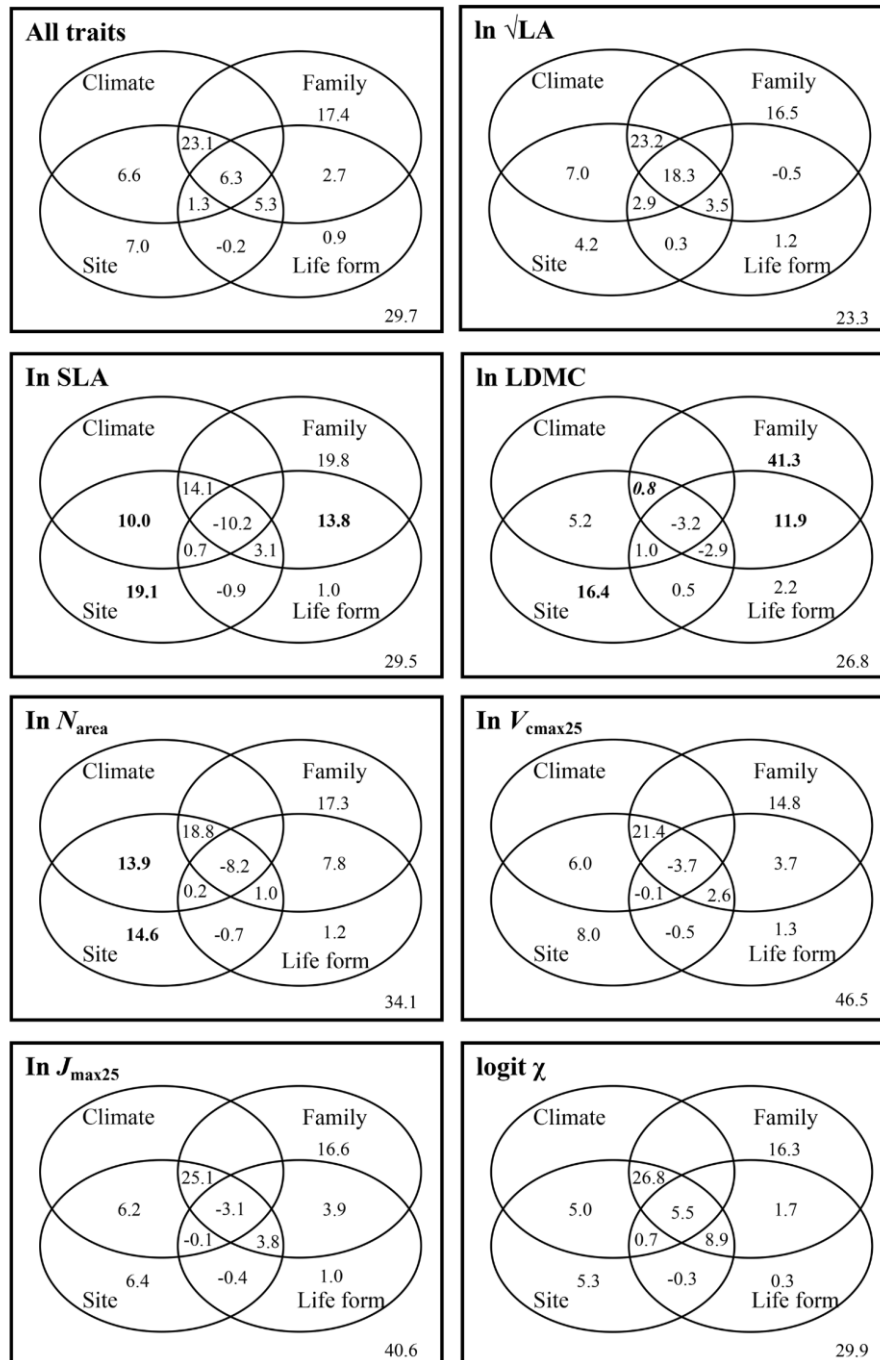 All traits
Climate
Family
17.4
23.1
6.6
6.3
2.7
1.3
5.3
7.0
-0.2
0.9
Site
Life form
29.7
ln √LA
Climate
Family
16.5
23.2
7.0
18.3
-0.5
2.9
3.5
4.2
0.3
1.2
Site
Life form
23.3
In SLA
Climate
Family
19.8
14.1
10.0
-10.2
13.8
0.7
3.1
19.1
-0.9
1.0
Site
Life form
29.5
ln LDMC
Climate
Family
41.3
0.8
5.2
-3.2
11.9
1.0
-2.9
16.4
0.5
2.2
Site
Life form
26.8
In Narea
Climate
Family
17.3
18.8
13.9
-8.2
7.8
0.2
1.0
14.6
-0.7
1.2
Site
Life form
34.1
In Vcmax25
Climate
Family
14.8
21.4
6.0
-3.7
3.7
-0.1
2.6
8.0
-0.5
1.3
Site
Life form
46.5
In Jmax25
Climate
Family
16.6
25.1
6.2
-3.1
3.9
-0.1
3.8
6.4
-0.4
1.0
Site
Life form
40.6
logit χ
Climate
Family
16.3
26.8
5.0
5.5
1.7
0.7
8.9
5.3
-0.3
0.3
Site
Life form
29.9